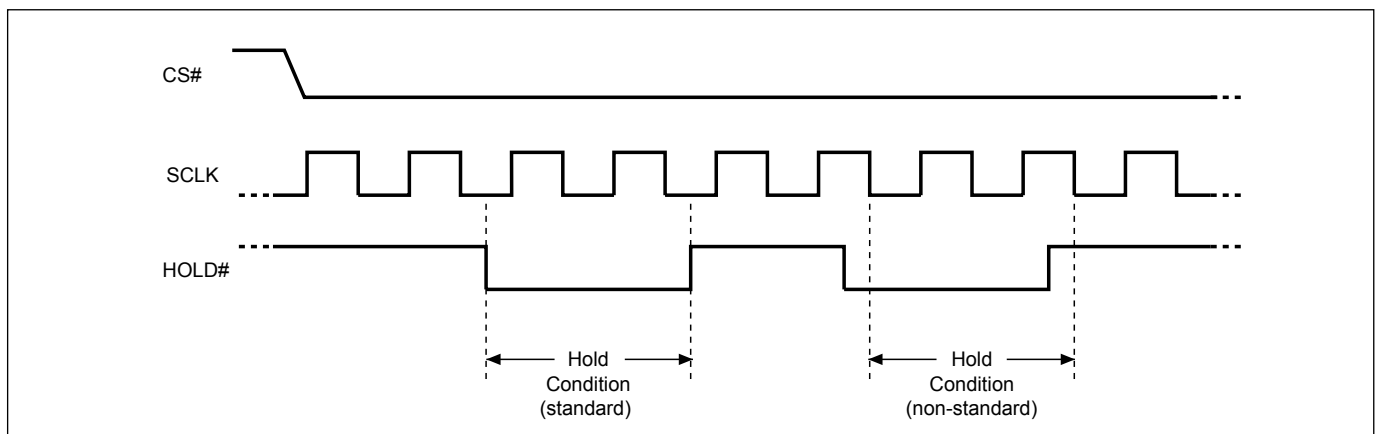 CS#
SCLK
HOLD#
Hold
Condition
(standard)
Hold
Condition
(non-standard)